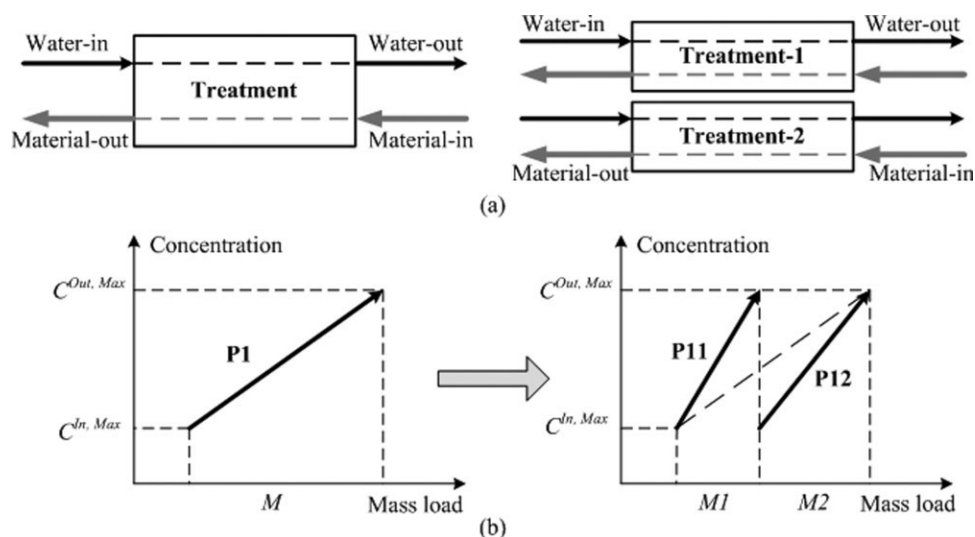 Water-in Water-out Water-in Water-out
Treatment Treatment-1
Material-out Material-in Treatment-2
Material-out Material-in
(a)
Concentration Concentration
C^Out, Max C^Out, Max
P1 P11 P12
C^In, Max C^In, Max
M Mass load M1 M2 Mass load
(b)